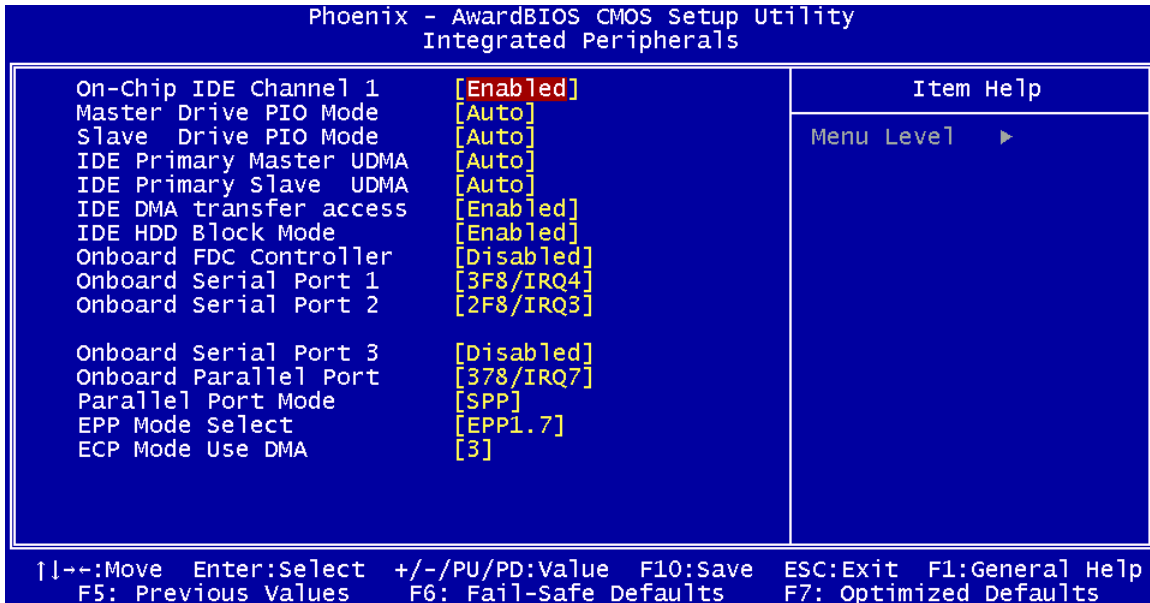 Phoenix - AwardBIOS CMOS Setup Utility
Integrated Peripherals
On-Chip IDE Channel 1 [Enabled]
Master Drive PIO Mode [Auto]
Slave Drive PIO Mode [Auto]
IDE Primary Master UDMA [Auto]
IDE Primary Slave UDMA [Auto]
IDE DMA transfer access [Enabled]
IDE HDD Block Mode [Enabled]
Onboard FDC Controller [Disabled]
Onboard Serial Port 1 [3F8/IRQ4]
Onboard Serial Port 2 [2F8/IRQ3]
Onboard Serial Port 3 [Disabled]
Onboard Parallel Port [378/IRQ7]
Parallel Port Mode [SPP]
EPP Mode Select [EPP1.7]
ECP Mode Use DMA [3]
Item Help
Menu Level ▶
↑↓→←:Move Enter:Select +/-/PU/PD:Value F10:Save ESC:Exit F1:General Help
F5: Previous Values F6: Fail-Safe Defaults F7: Optimized Defaults